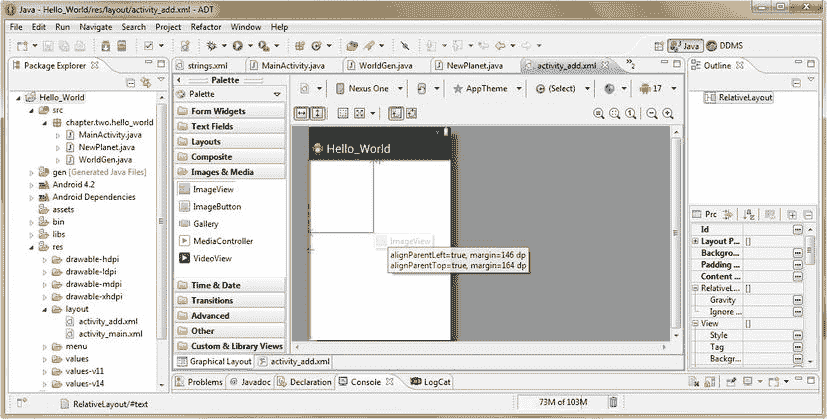 Java - Hello_World/res/layout/activity_add.xml - ADT
File Edit Run Navigate Search Project Refactor Window Help
Java DDMS
Package Explorer
Hello_World
src
chapter.two.hello_world
MainActivity.java
NewPlanet.java
WorldGen.java
gen [Generated Java Files]
Android 4.2
Android Dependencies
assets
bin
libs
res
drawable-hdpi
drawable-ldpi
drawable-mdpi
drawable-xhdpi
layout
activity_add.xml
activity_main.xml
menu
values
values-v11
values-v14
strings.xml MainActivity.java WorldGen.java NewPlanet.java activity_add.xml »2
Palette
Palette
Form Widgets
Text Fields
Layouts
Composite
Images & Media
ImageView
ImageButton
Gallery
MediaController
VideoView
Time & Date
Transitions
Advanced
Other
Custom & Library Views
Nexus One AppTheme (Select) 17
Hello_World
ImageView
alignParentLeft=true, margin=146 dp
alignParentTop=true, margin=164 dp
Graphical Layout activity_add.xml
Outline
RelativeLayout
Prc
Id
Layout P... []
Backgro...
Padding
Content ...
RelativeL... []
Gravity
Ignore ...
View []
Style
Tag
Backgr...
Problems @ Javadoc Declaration Console LogCat
RelativeLayout/#text
73M of 103M